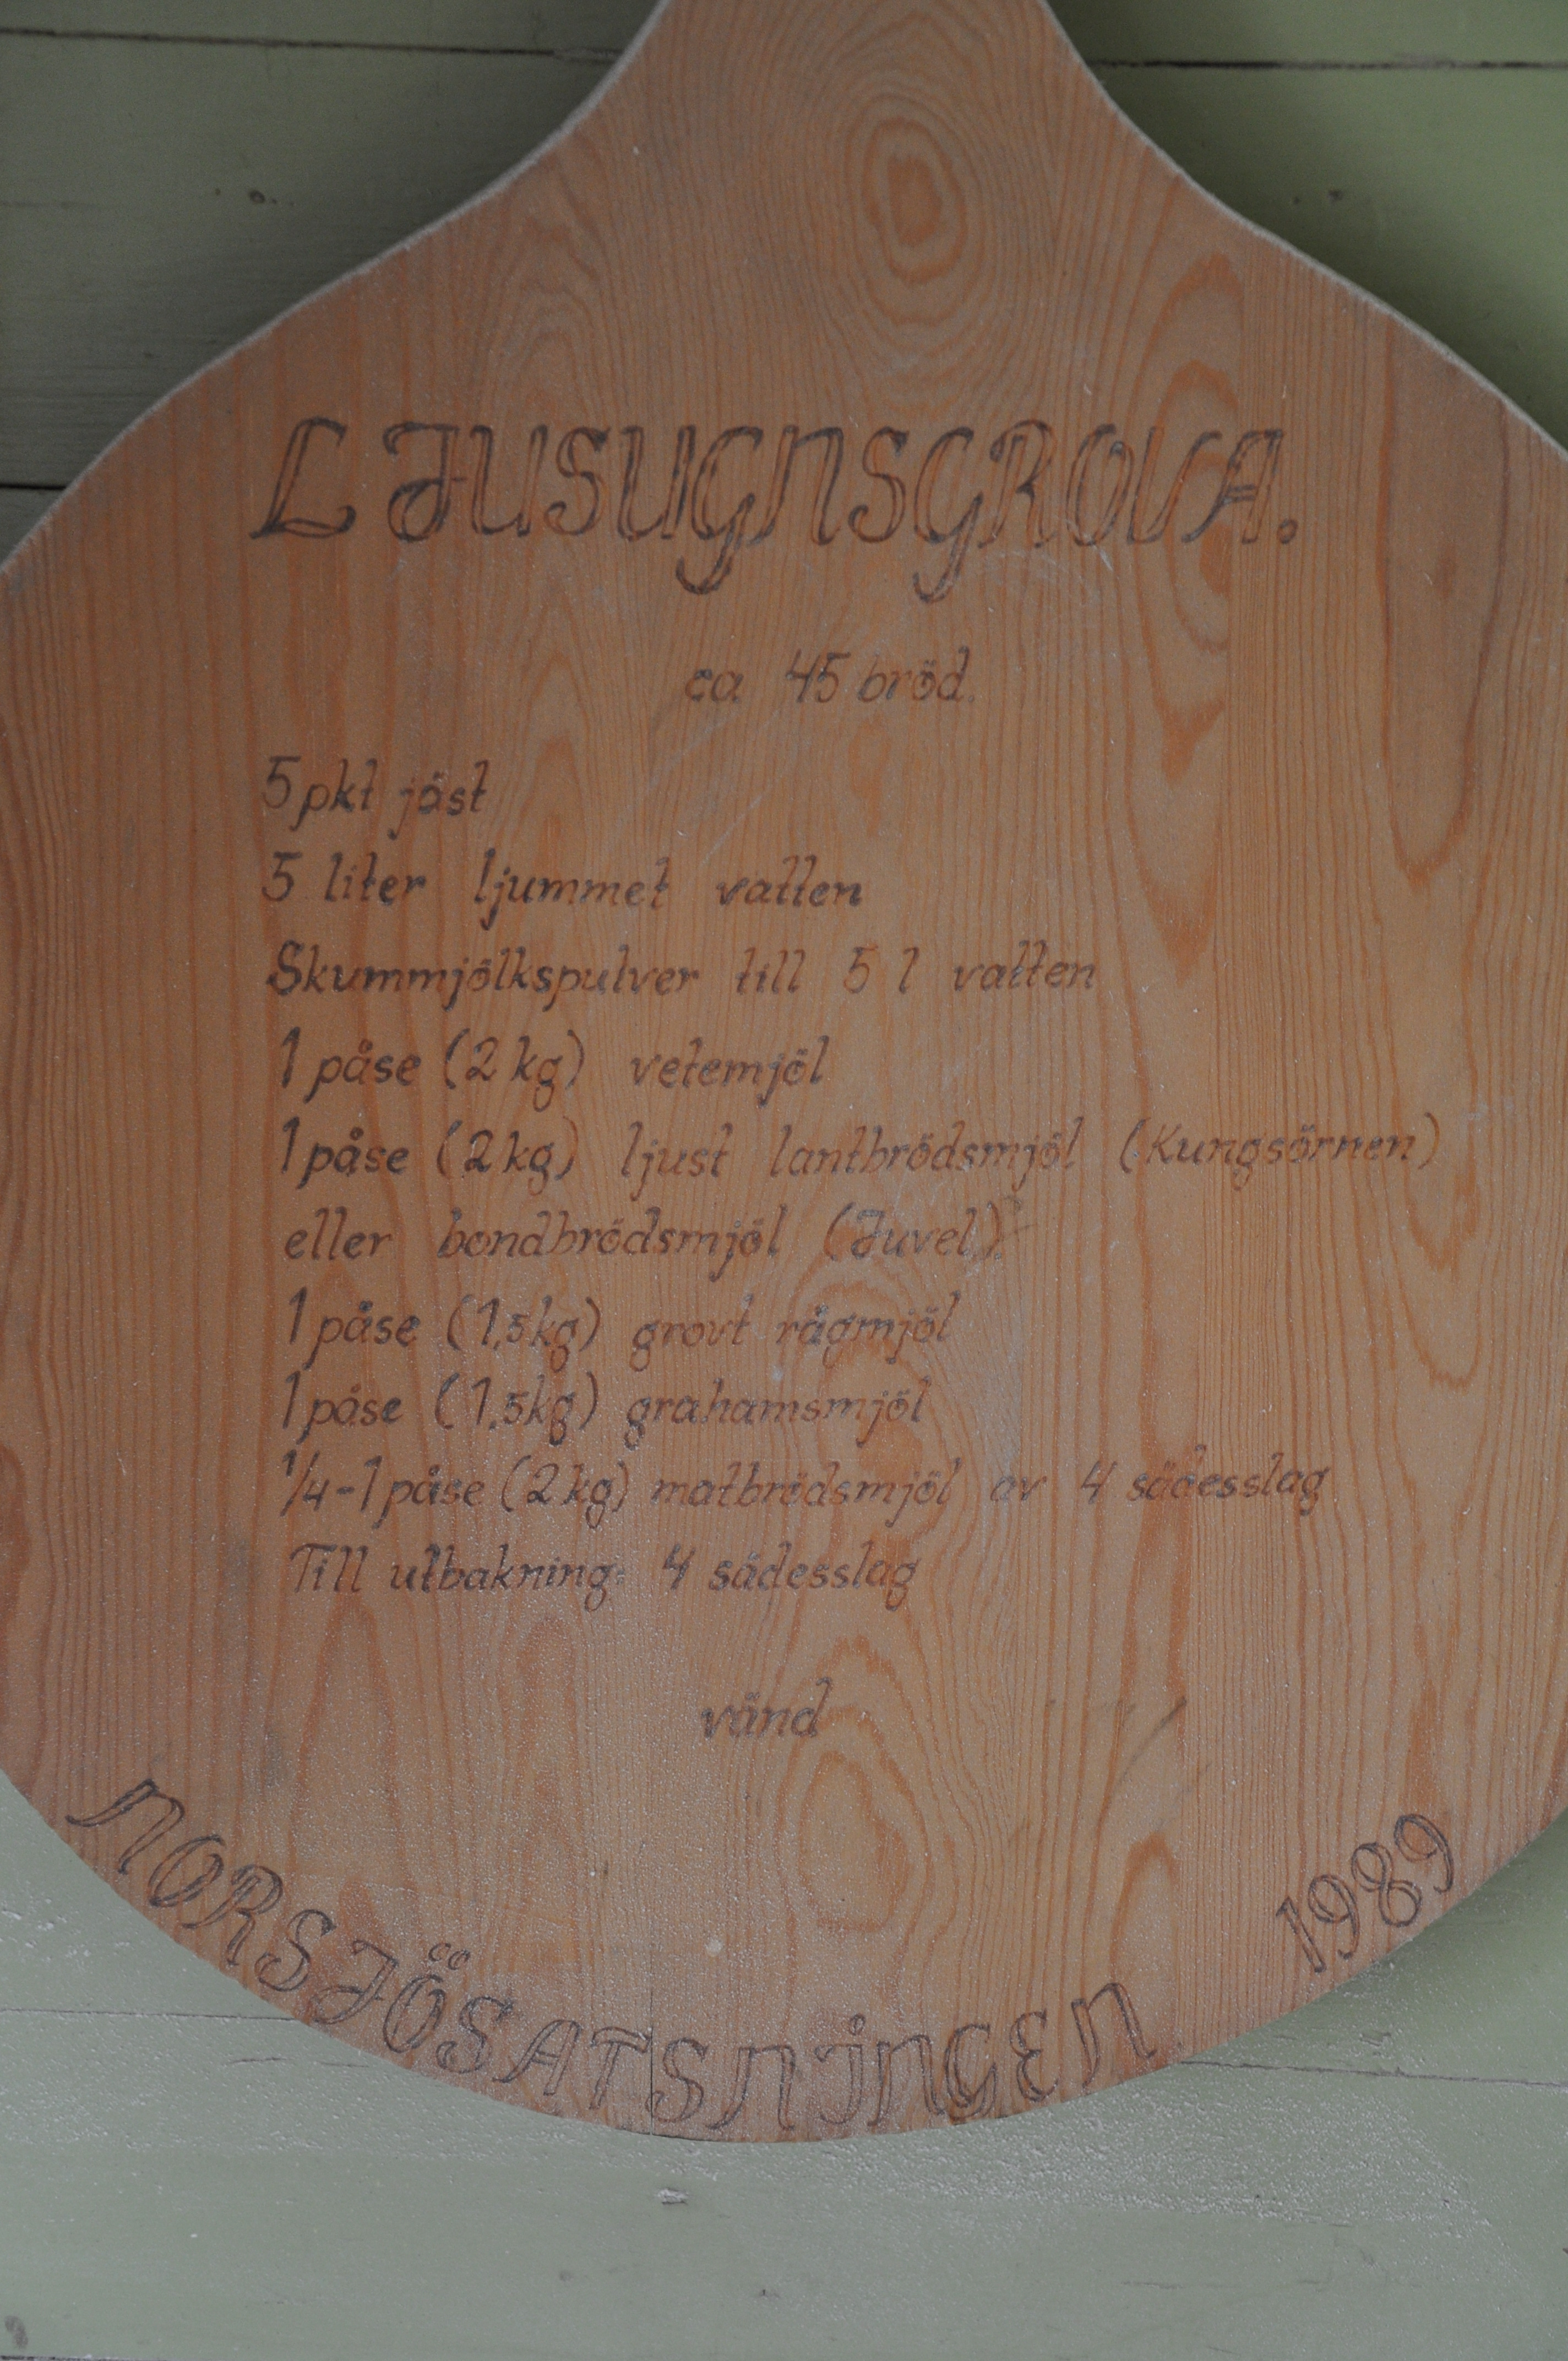 LJUSUGNSGROVA.
ca 45 bröd.
5 pkt jäst
5 liter ljummet vatten
Skummjölkspulver till 5 l vatten
1 påse (2 kg) vetemjöl
1 påse (2 kg) ljust lantbrödsmjöl (Kungsörnen)
eller bondbrödsmjöl (Juvel)
1 påse (1,5 kg) grovt rågmjöl
1 påse (1,5 kg) grahamsmjöl
1/4-1 påse (2 kg) matbrödsmjöl av 4 sädesslag
Till utbakning: 4 sädesslag
vänd
NORSJÖSATSNINGEN 1989